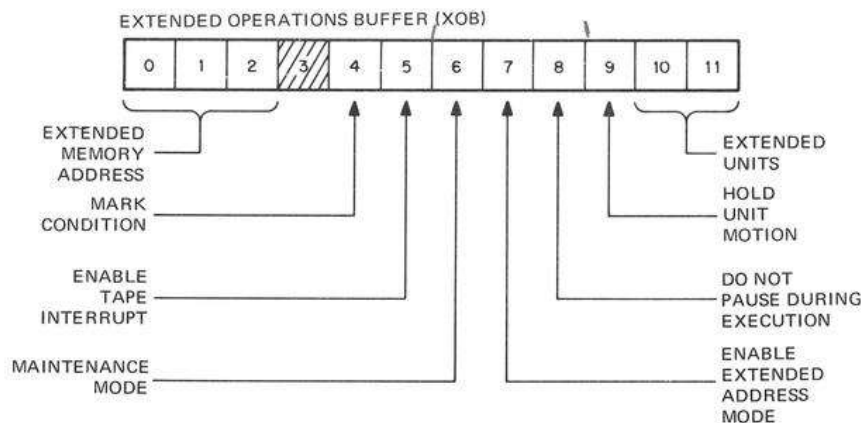 EXTENDED OPERATIONS BUFFER (XOB)
0 1 2 3 4 5 6 7 8 9 10 11
EXTENDED
MEMORY
ADDRESS
MARK
CONDITION
ENABLE
TAPE
INTERRUPT
MAINTENANCE
MODE
EXTENDED
UNITS
HOLD
UNIT
MOTION
DO NOT
PAUSE DURING
EXECUTION
ENABLE
EXTENDED
ADDRESS
MODE